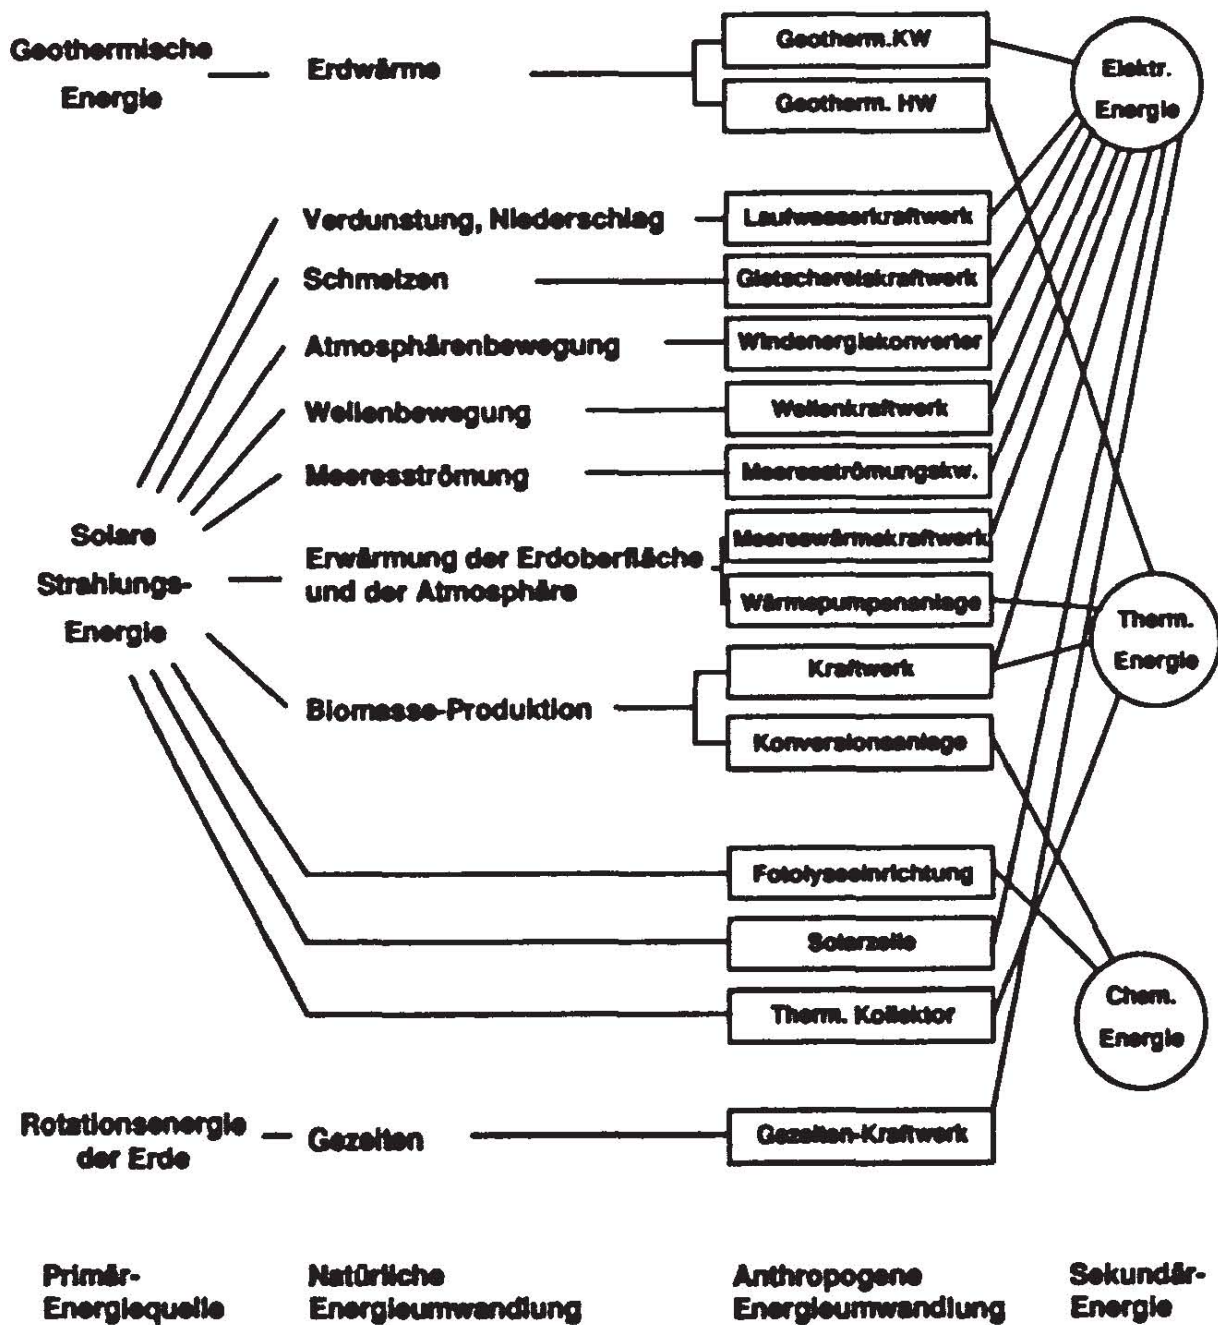 Geothermische
Energie
Erdwärme
Geotherm.KW
Geotherm. HW
Elektr.
Energie
Verdunstung, Niederschlag
Laufwasserkraftwerk
Schmelzen
Gletschereiskraftwerk
Atmosphärenbewegung
Windenergiekonverter
Wellenbewegung
Wellenkraftwerk
Meeresströmung
Meeresströmungskw.
Solare
Strahlungs-
Energie
Erwärmung der Erdoberfläche
und der Atmosphäre
Meereswärmekraftwerk
Wärmepumpenanlage
Therm.
Energie
Biomasse-Produktion
Kraftwerk
Konversionsanlage
Fotolyseeinrichtung
Solarzelle
Therm. Kollektor
Chem.
Energie
Rotationsenergie
der Erde
Gezeiten
Gezeiten-Kraftwerk
Primär-
Energiequelle
Natürliche
Energieumwandlung
Anthropogene
Energieumwandlung
Sekundär-
Energie